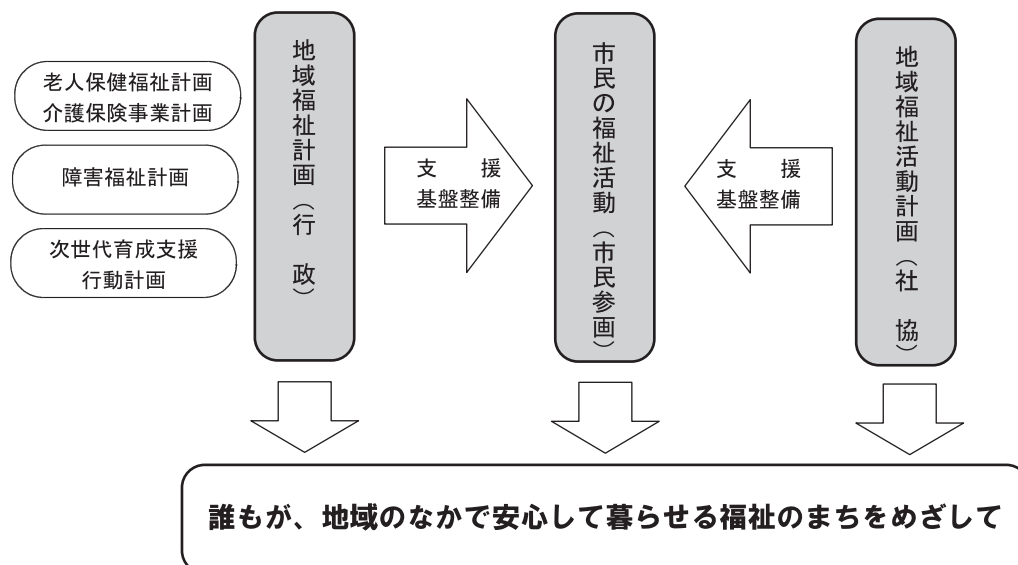 老人保健福祉計画
介護保険事業計画
障害福祉計画
次世代育成支援
行動計画
地域福祉計画（行　政）
支　　援
基盤整備
市民の福祉活動（市民参画）
支　　援
基盤整備
地域福祉活動計画（社　協）
誰もが、地域のなかで安心して暮らせる福祉のまちをめざして